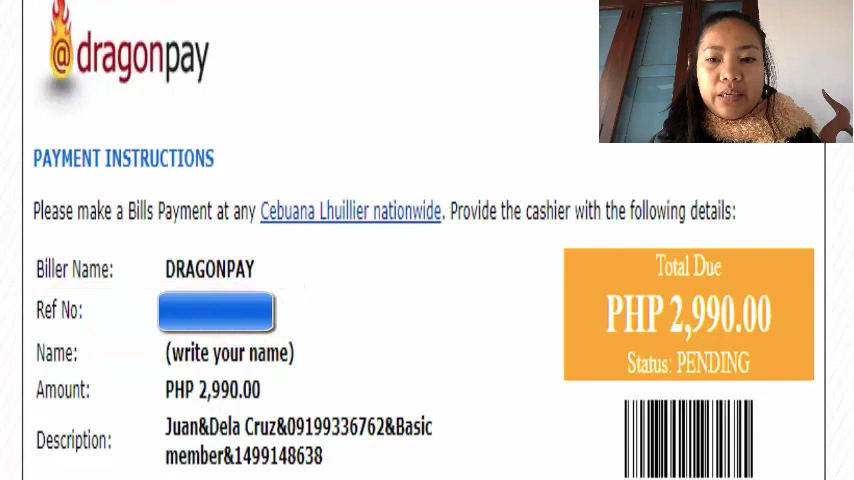 @dragonpay
PAYMENT INSTRUCTIONS
Please make a Bills Payment at any Cebuana Lhuillier nationwide. Provide the cashier with the following details:
Biller Name: DRAGONPAY
Ref No:
Name: (write your name)
Amount: PHP 2,990.00
Description: Juan&Dela Cruz&09199336762&Basic
member&1499148638
Total Due
PHP 2,990.00
Status: PENDING